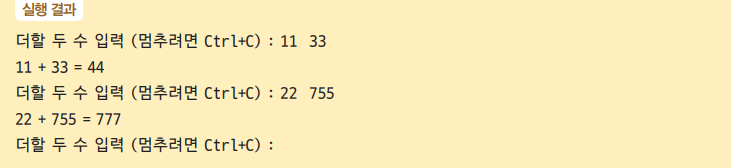 실행 결과
더할 두 수 입력 (멈추려면 Ctrl+C) : 11 33
11 + 33 = 44
더할 두 수 입력 (멈추려면 Ctrl+C) : 22 755
22 + 755 = 777
더할 두 수 입력 (멈추려면 Ctrl+C) :